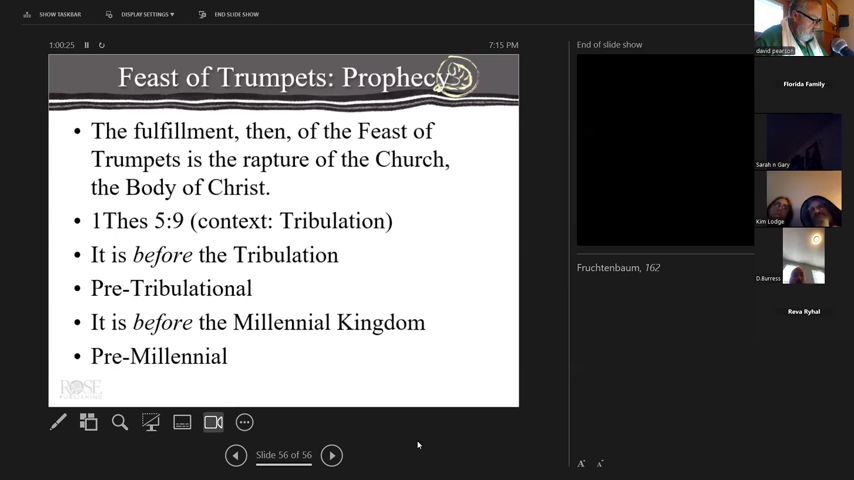 SHOW TASKBAR
DISPLAY SETTINGS ▾
END SLIDE SHOW
1:00:25
7:15 PM
Feast of Trumpets: Prophecy
• The fulfillment, then, of the Feast of
Trumpets is the rapture of the Church,
the Body of Christ.
• 1Thes 5:9 (context: Tribulation)
• It is before the Tribulation
• Pre-Tribulational
• It is before the Millennial Kingdom
• Pre-Millennial
ROSE
PUBLISHING
Slide 56 of 56
End of slide show
Fruchtenbaum, 162
A
A
david pearson
Florida Family
Sarah n Gary
Kim Lodge
D.Burress
Reva Ryhal